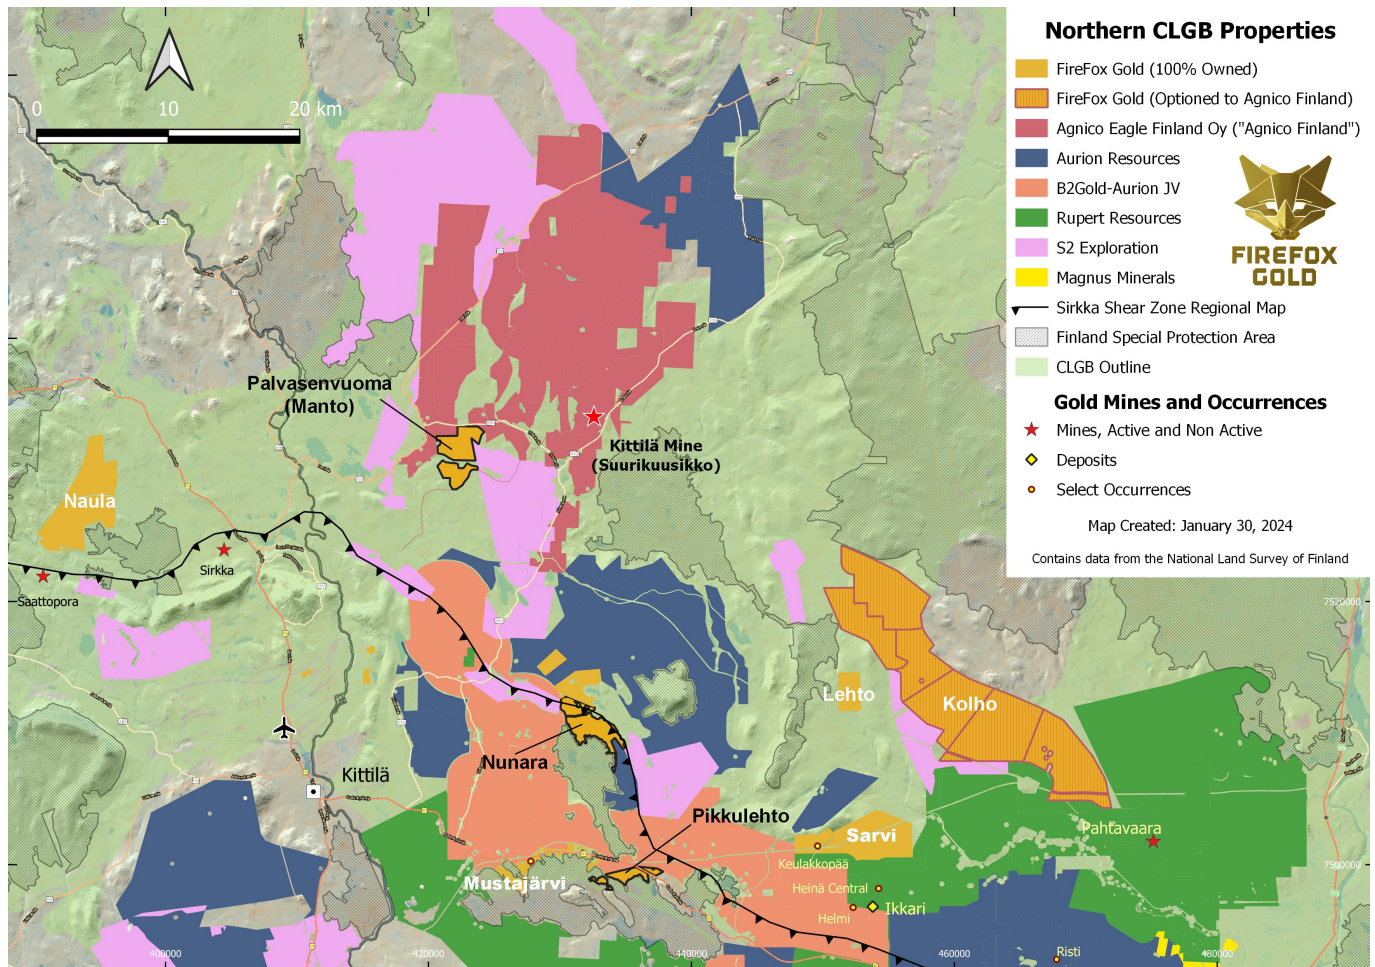 Northern CLGB Properties
FireFox Gold (100% Owned)
FireFox Gold (Optioned to Agnico Finland)
Agnico Eagle Finland Oy ("Agnico Finland")
Aurion Resources
B2Gold-Aurion JV
Rupert Resources
S2 Exploration
Magnus Minerals
Sirkka Shear Zone Regional Map
Finland Special Protection Area
CLGB Outline
FIREFOX
GOLD
Gold Mines and Occurrences
Mines, Active and Non Active
Deposits
Select Occurrences
Map Created: January 30, 2024
Contains data from the National Land Survey of Finland
0 10 20 km
Palvasenvuoma
(Manto)
Kittilä Mine
(Suurikuusikko)
Naula
Sirkka
Saattopora
7520000
Lehto
Kolho
Nunara
Kittilä
Pikkulehto
Sarvi
Pahtavaara
Keulakkopää
7500000
Mustajärvi
Heinä Central
Ikkari
Helmi
Risti
400000
420000
440000
460000
480000